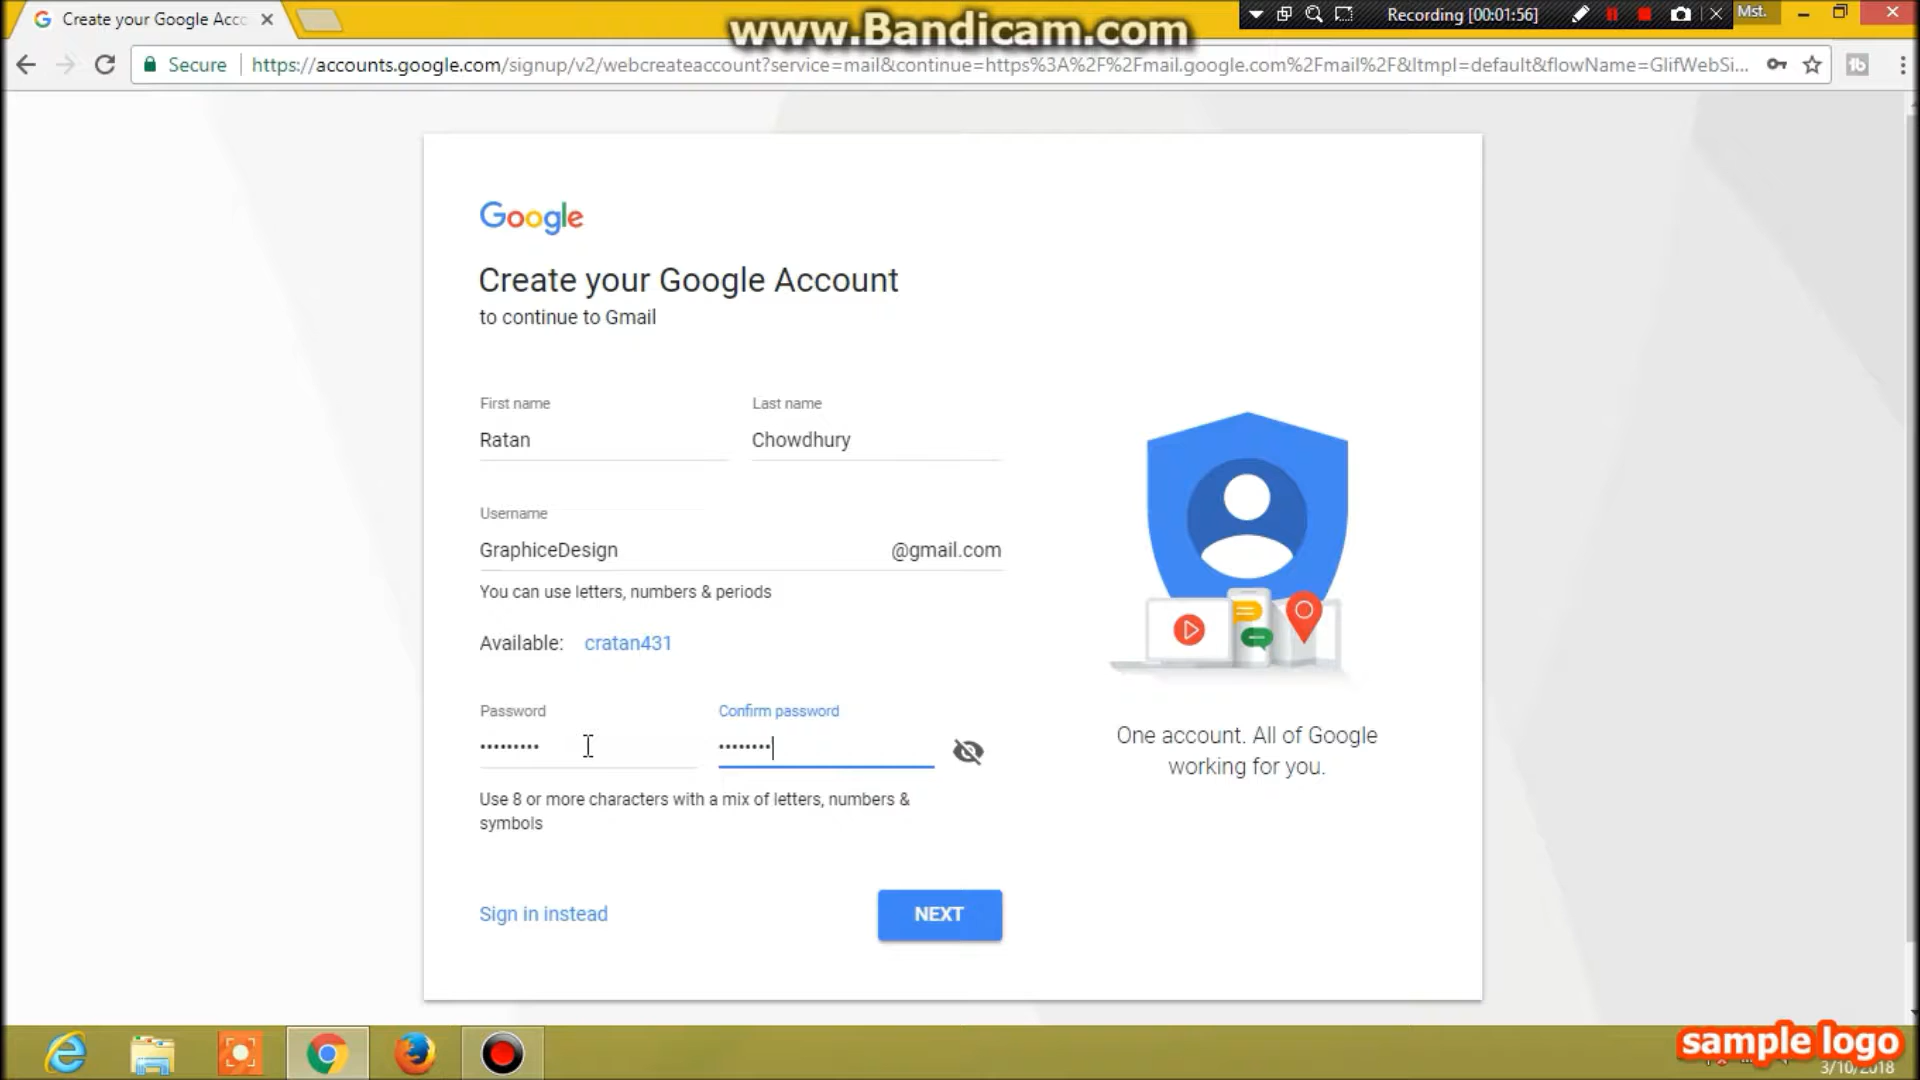 Create your Google Acco
www.Bandicam.com
Recording [00:01:56]
Mst.
Secure
https://accounts.google.com/signup/v2/webcreateaccount?service=mail&continue=https%3A%2F%2Fmail.google.com%2Fmail%2F&ltmpl=default&flowName=GlifWebSi...
Google
Create your Google Account
to continue to Gmail
First name
Last name
Ratan
Chowdhury
Username
GraphiceDesign
@gmail.com
You can use letters, numbers & periods
Available: cratan431
Password
Confirm password
•••••••••
••••••••
Use 8 or more characters with a mix of letters, numbers &
symbols
One account. All of Google
working for you.
Sign in instead
NEXT
sample logo
3/10/2018